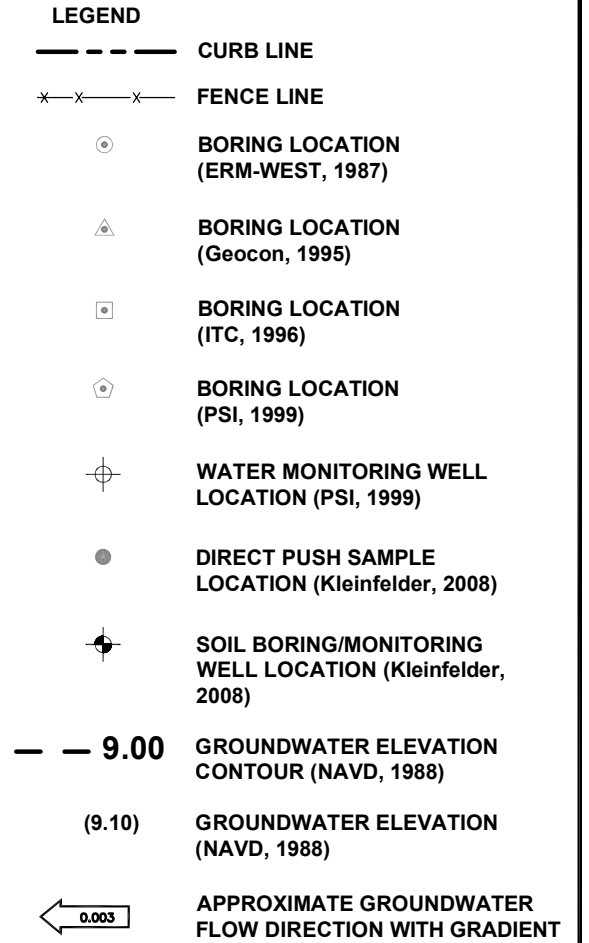 LEGEND
CURB LINE
FENCE LINE
BORING LOCATION
(ERM-WEST, 1987)
BORING LOCATION
(Geocon, 1995)
BORING LOCATION
(ITC, 1996)
BORING LOCATION
(PSI, 1999)
WATER MONITORING WELL
LOCATION (PSI, 1999)
DIRECT PUSH SAMPLE
LOCATION (Kleinfelder, 2008)
SOIL BORING/MONITORING
WELL LOCATION (Kleinfelder,
2008)
9.00 GROUNDWATER ELEVATION
CONTOUR (NAVD, 1988)
(9.10) GROUNDWATER ELEVATION
(NAVD, 1988)
0.003 APPROXIMATE GROUNDWATER
FLOW DIRECTION WITH GRADIENT